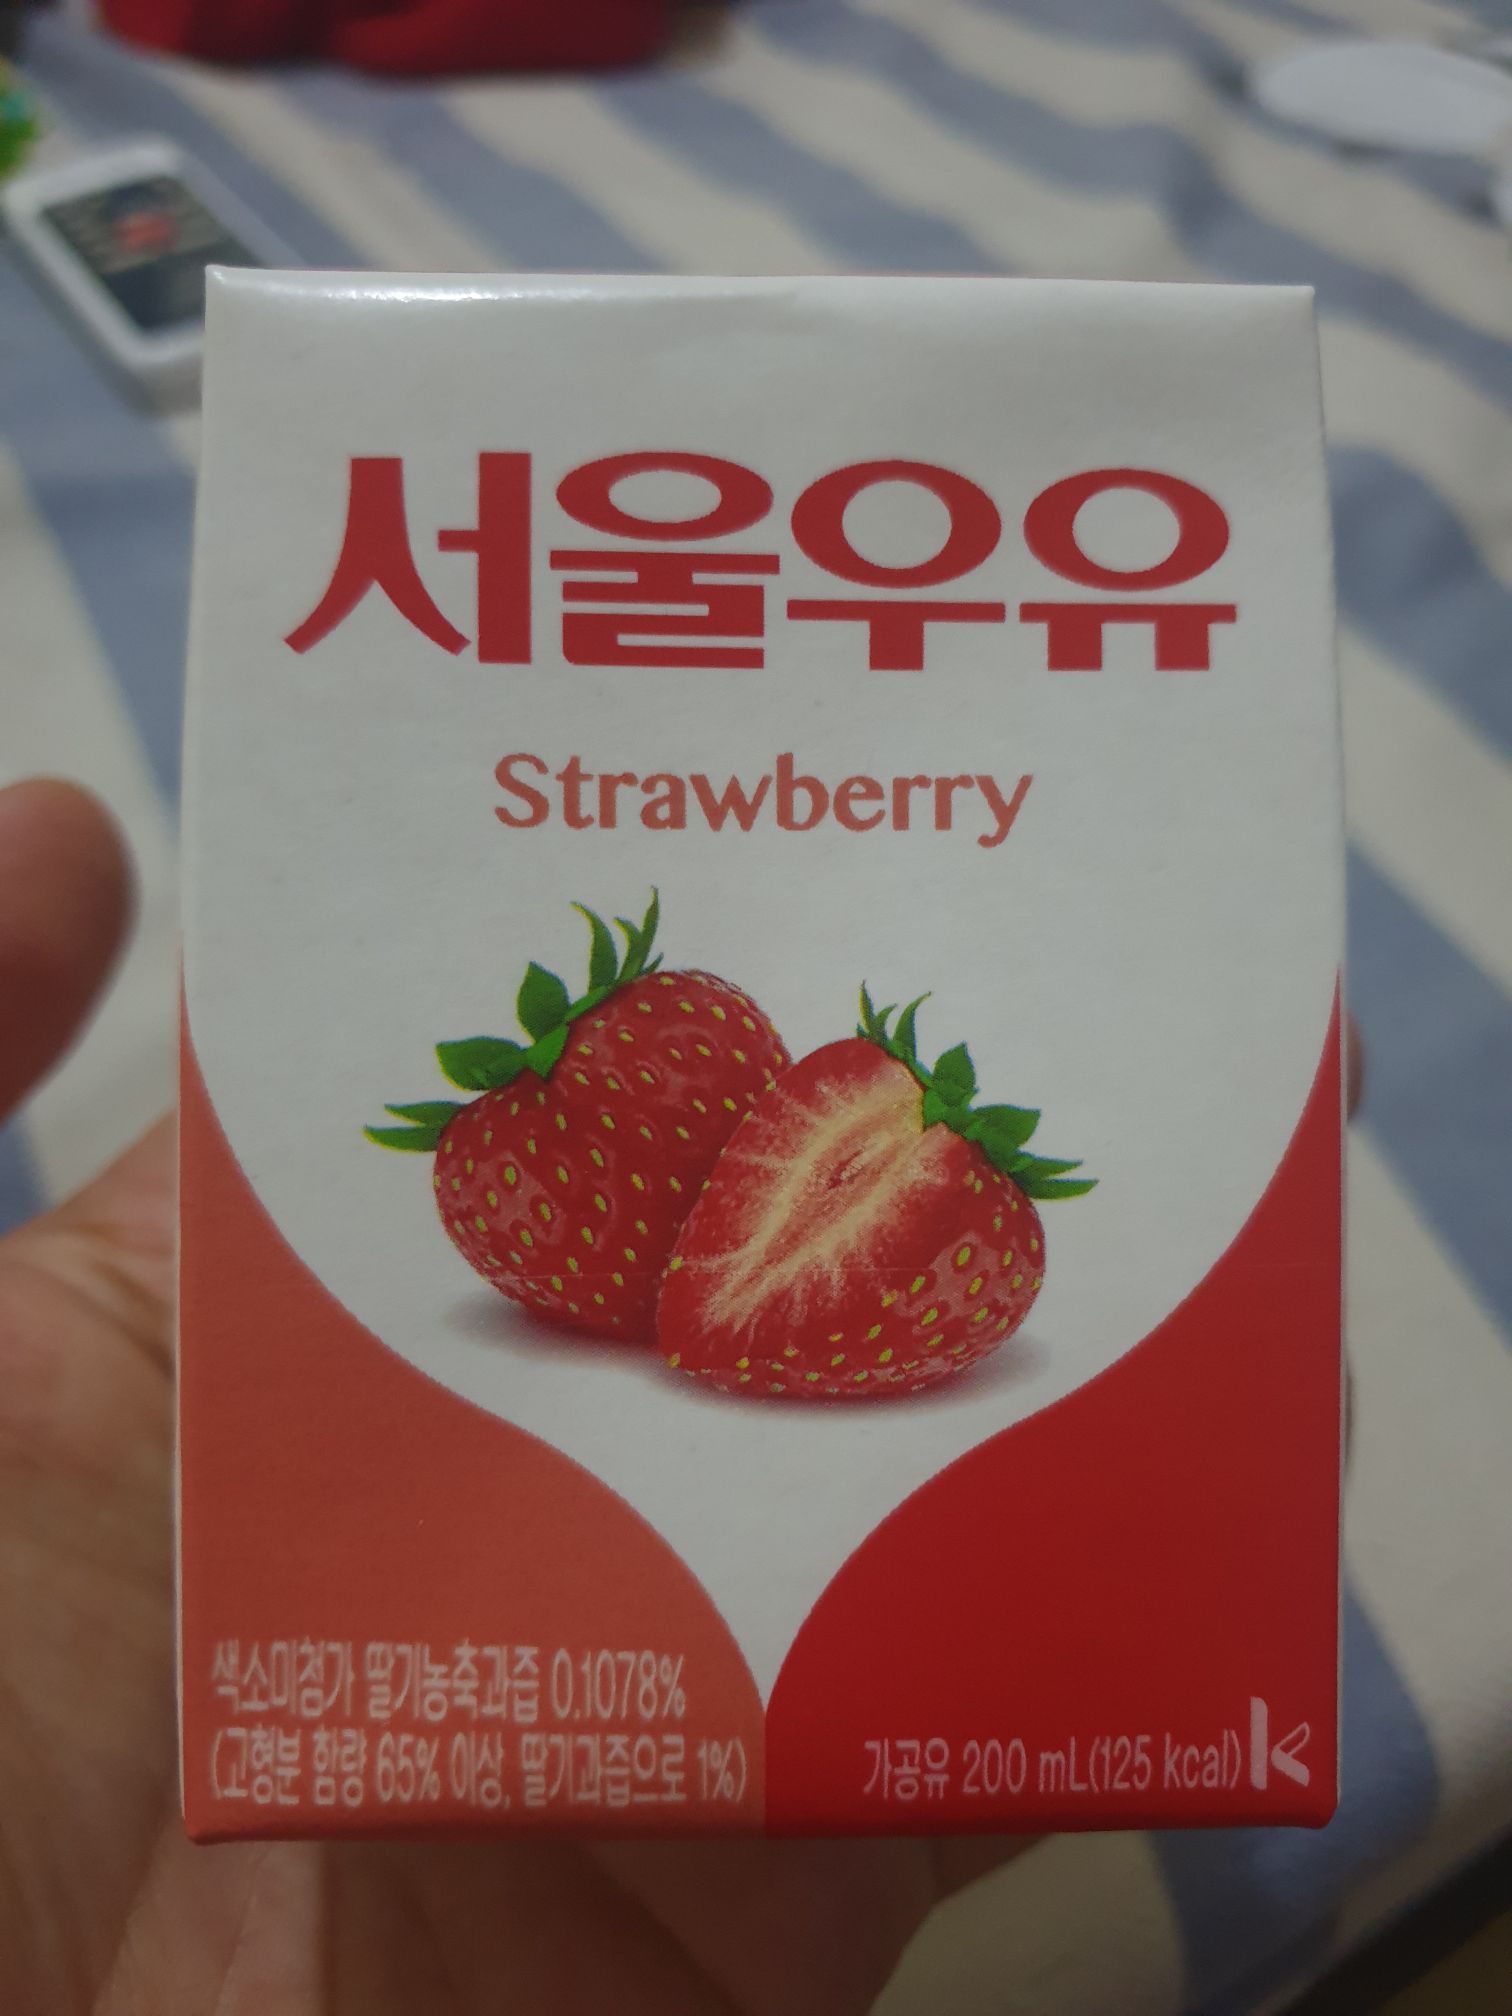 서울우유
Strawberry
색소미첨가 딸기농축과즙 0.1078%
(고형분 함량 65% 이상, 딸기과즙으로 1%)
가공유 200 mL(125 kcal)